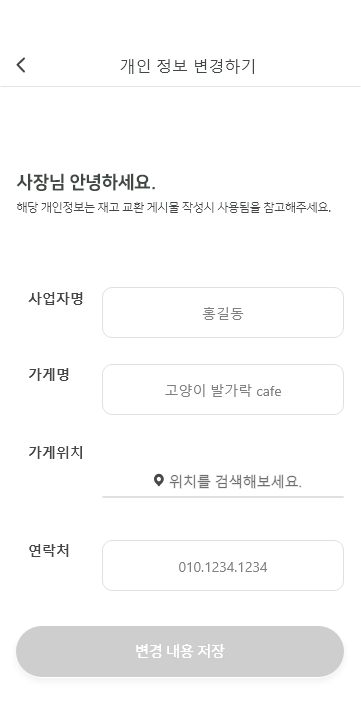 개인 정보 변경하기
사장님 안녕하세요.
해당 개인정보는 재고 교환 게시물 작성시 사용됨을 참고해주세요.
사업자명
홍길동
가게명
고양이 발가락 cafe
가게위치
위치를 검색해보세요.
연락처
010.1234.1234
변경 내용 저장